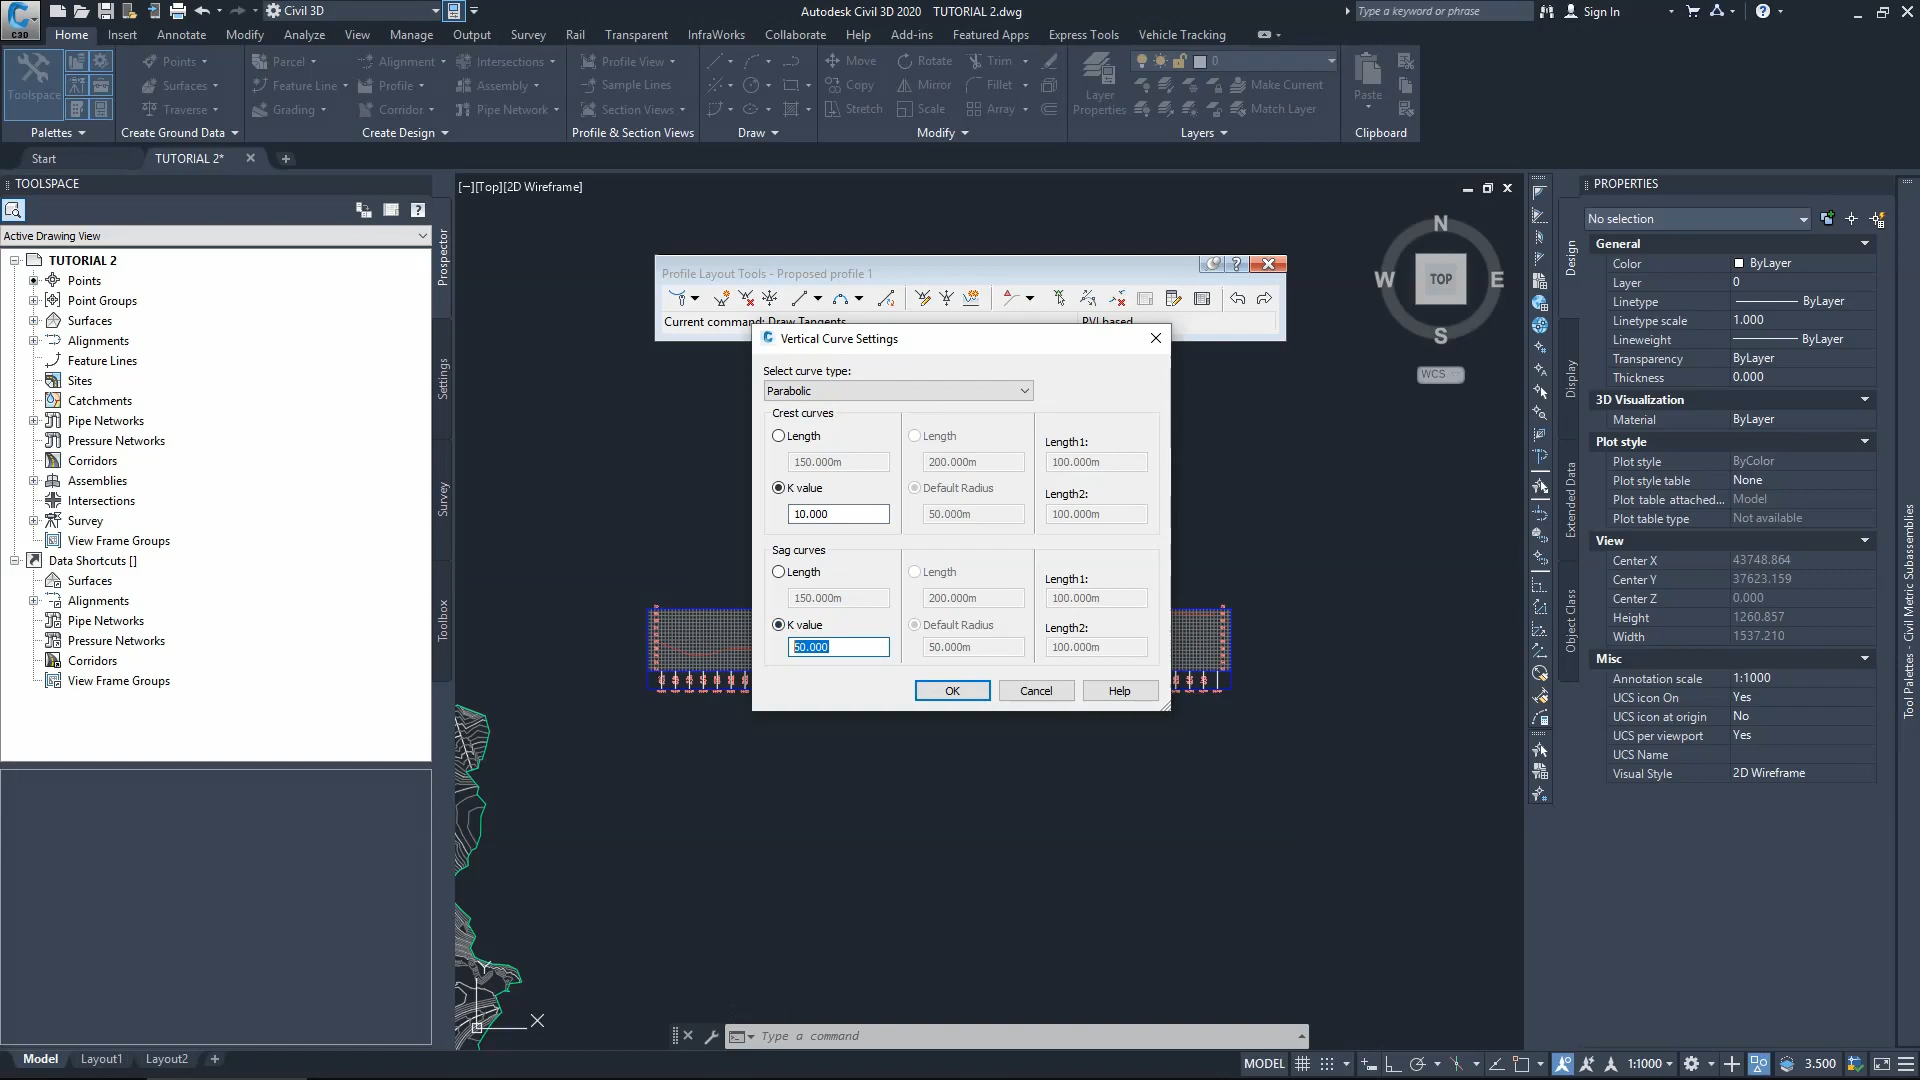 Civil 3D
Autodesk Civil 3D 2020 TUTORIAL 2.dwg
Type a keyword or phrase
Sign In
C3D
Home Insert Annotate Modify Analyze View Manage Output Survey Rail Transparent InfraWorks Collaborate Help Add-ins Featured Apps Express Tools Vehicle Tracking
Toolspace
Points
Surfaces
Traverse
Parcel
Feature Line
Grading
Alignment
Profile
Corridor
Intersections
Assembly
Pipe Network
Profile View
Sample Lines
Section Views
Move
Copy
Stretch
Rotate
Mirror
Scale
Trim
Fillet
Array
Layer
Properties
0
Make Current
Match Layer
Paste
Palettes
Create Ground Data
Create Design
Profile & Section Views
Draw
Modify
Layers
Clipboard
Start
TUTORIAL 2*
TOOLSPACE
Active Drawing View
TUTORIAL 2
Points
Point Groups
Surfaces
Alignments
Feature Lines
Sites
Catchments
Pipe Networks
Pressure Networks
Corridors
Assemblies
Intersections
Survey
View Frame Groups
Data Shortcuts []
Surfaces
Alignments
Pipe Networks
Pressure Networks
Corridors
View Frame Groups
Prospector
Settings
Survey
Toolbox
[−][Top][2D Wireframe]
N
W
TOP
E
S
WCS
Profile Layout Tools - Proposed profile 1
Current command: Draw Tangents
PVI based
Vertical Curve Settings
Select curve type:
Parabolic
Crest curves
Length
150.000m
K value
10.000
Length
200.000m
Default Radius
50.000m
Length1:
100.000m
Length2:
100.000m
Sag curves
Length
150.000m
K value
50.000
Length
200.000m
Default Radius
50.000m
Length1:
100.000m
Length2:
100.000m
OK
Cancel
Help
Y
X
Type a command
PROPERTIES
No selection
General
Color ByLayer
Layer 0
Linetype ByLayer
Linetype scale 1.000
Lineweight ByLayer
Transparency ByLayer
Thickness 0.000
3D Visualization
Material ByLayer
Plot style
Plot style ByColor
Plot style table None
Plot table attached... Model
Plot table type Not available
View
Center X 43748.864
Center Y 37623.159
Center Z 0.000
Height 1260.857
Width 1537.210
Misc
Annotation scale 1:1000
UCS icon On Yes
UCS icon at origin No
UCS per viewport Yes
UCS Name
Visual Style 2D Wireframe
Design
Display
Extended Data
Object Class
Tool Palettes - Civil Metric Subassemblies
Model Layout1 Layout2
MODEL
1:1000
3.500